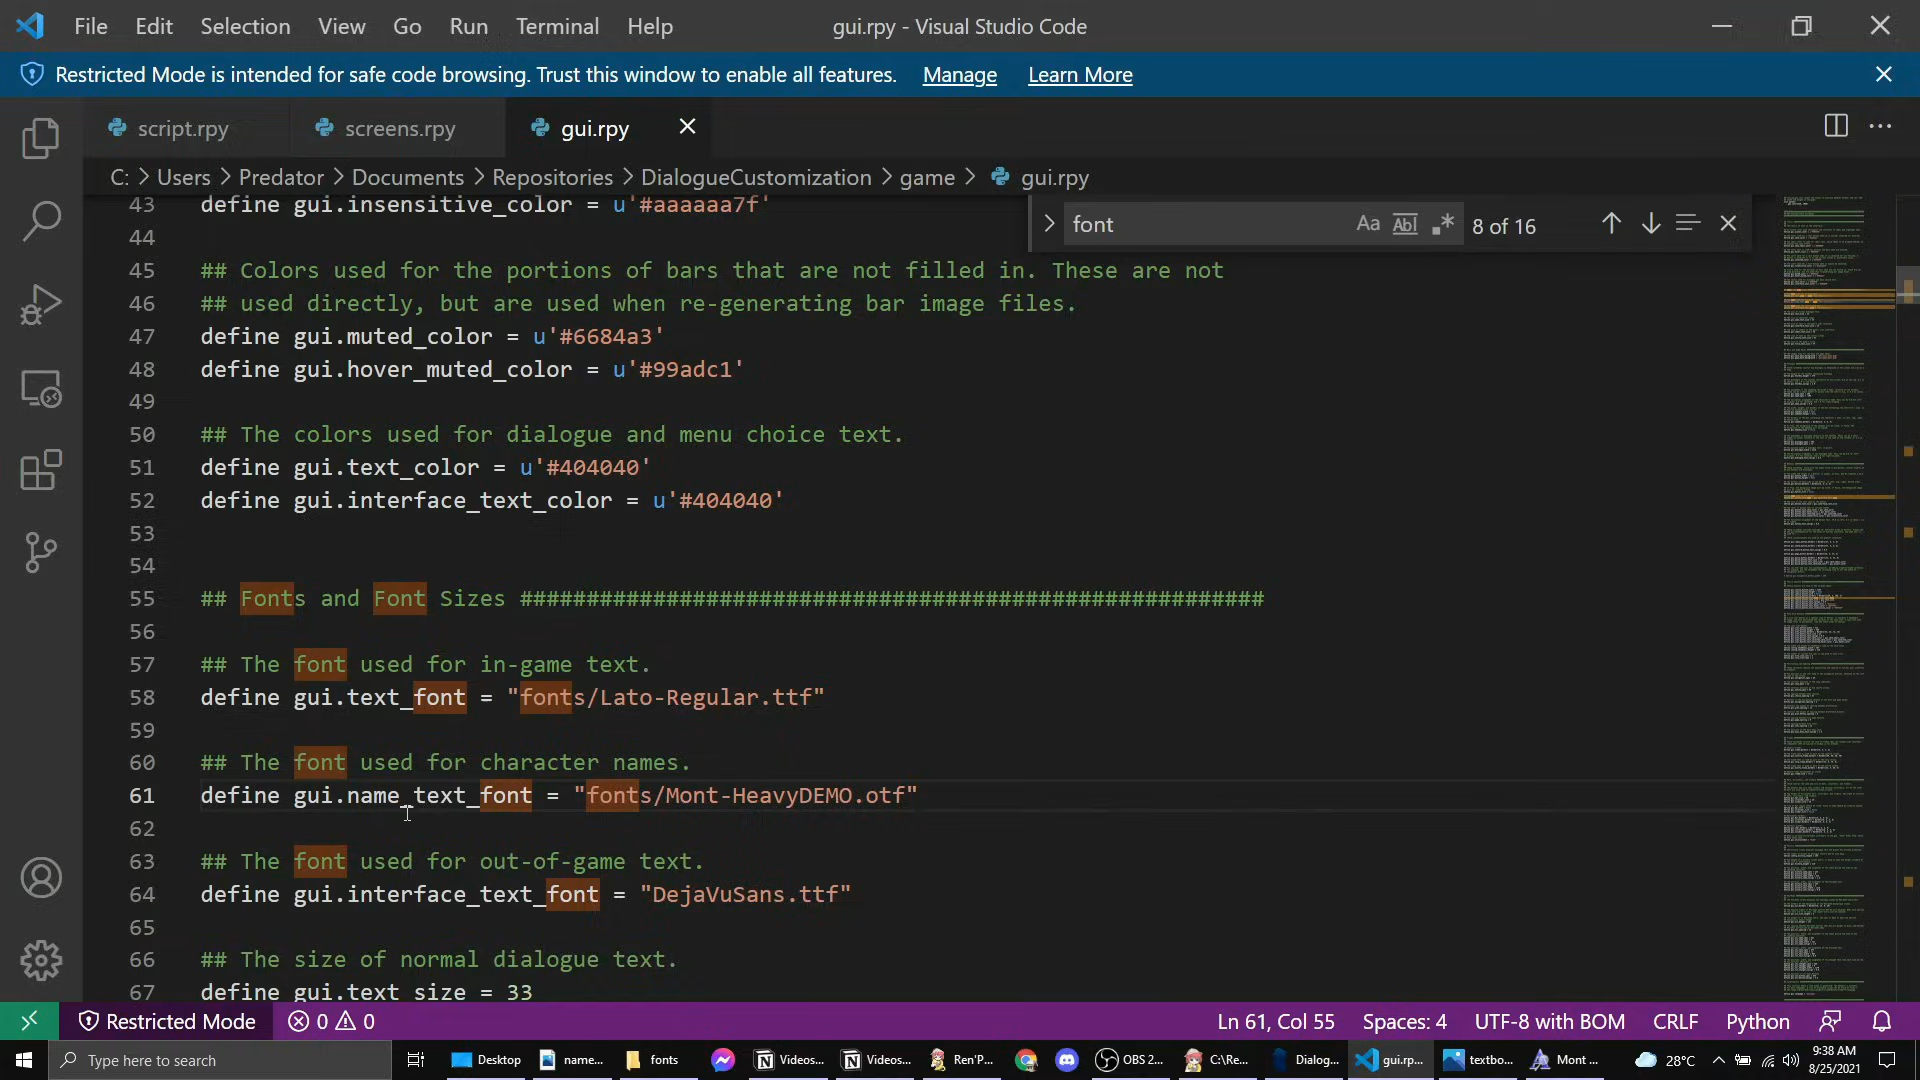 File Edit Selection View Go Run Terminal Help gui.rpy - Visual Studio Code
Restricted Mode is intended for safe code browsing. Trust this window to enable all features. Manage Learn More
script.rpy screens.rpy gui.rpy
C: > Users > Predator > Documents > Repositories > DialogueCustomization > game > gui.rpy
font Aa Abl .* 8 of 16
43 define gui.insensitive_color = u'#aaaaaa7f'
44
45 ## Colors used for the portions of bars that are not filled in. These are not
46 ## used directly, but are used when re-generating bar image files.
47 define gui.muted_color = u'#6684a3'
48 define gui.hover_muted_color = u'#99adc1'
49
50 ## The colors used for dialogue and menu choice text.
51 define gui.text_color = u'#404040'
52 define gui.interface_text_color = u'#404040'
53
54
55 ## Fonts and Font Sizes ########################################################
56
57 ## The font used for in-game text.
58 define gui.text_font = "fonts/Lato-Regular.ttf"
59
60 ## The font used for character names.
61 define gui.name_text_font = "fonts/Mont-HeavyDEMO.otf"
62
63 ## The font used for out-of-game text.
64 define gui.interface_text_font = "DejaVuSans.ttf"
65
66 ## The size of normal dialogue text.
67 define gui.text_size = 33
Restricted Mode 0 0 Ln 61, Col 55 Spaces: 4 UTF-8 with BOM CRLF Python
Type here to search Desktop name... fonts Videos... Videos... Ren'P... OBS 2... C:\Re... Dialog... gui.rp... textbo... Mont ... 28°C 9:38 AM
8/25/2021